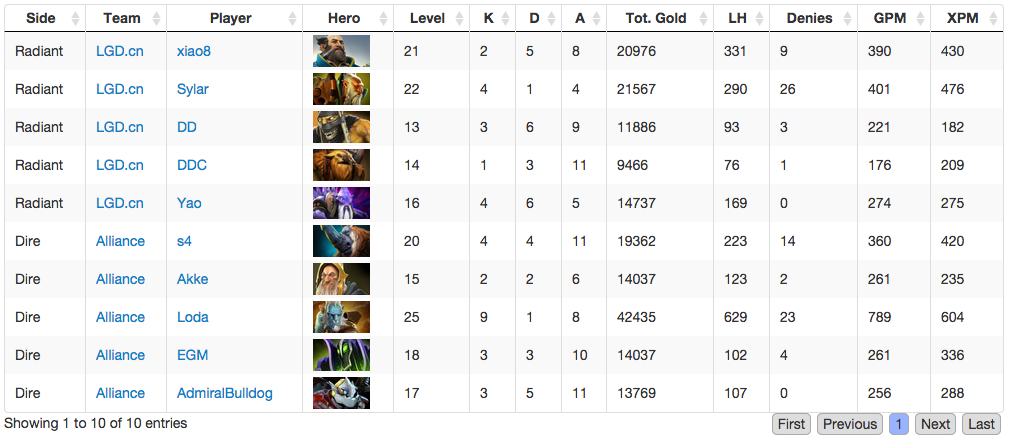 Side Team Player Hero Level K D A Tot. Gold LH Denies GPM XPM
Radiant LGD.cn xiao8 21 2 5 8 20976 331 9 390 430
Radiant LGD.cn Sylar 22 4 1 4 21567 290 26 401 476
Radiant LGD.cn DD 13 3 6 9 11886 93 3 221 182
Radiant LGD.cn DDC 14 1 3 11 9466 76 1 176 209
Radiant LGD.cn Yao 16 4 6 5 14737 169 0 274 275
Dire Alliance s4 20 4 4 11 19362 223 14 360 420
Dire Alliance Akke 15 2 2 6 14037 123 2 261 235
Dire Alliance Loda 25 9 1 8 42435 629 23 789 604
Dire Alliance EGM 18 3 3 10 14037 102 4 261 336
Dire Alliance AdmiralBulldog 17 3 5 11 13769 107 0 256 288
Showing 1 to 10 of 10 entries First Previous 1 Next Last